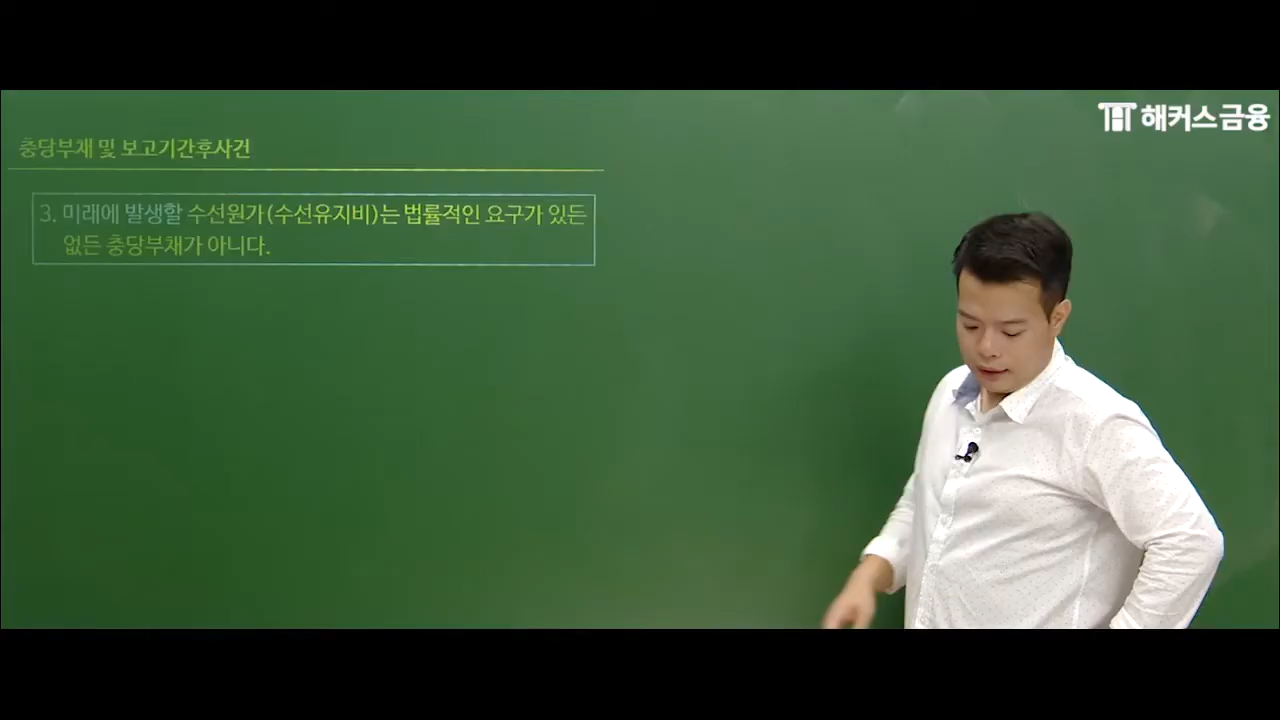 해커스금융
충당부채 및 보고기간후사건
3. 미래에 발생할 수선원가(수선유지비)는 법률적인 요구가 있든
없든 충당부채가 아니다.